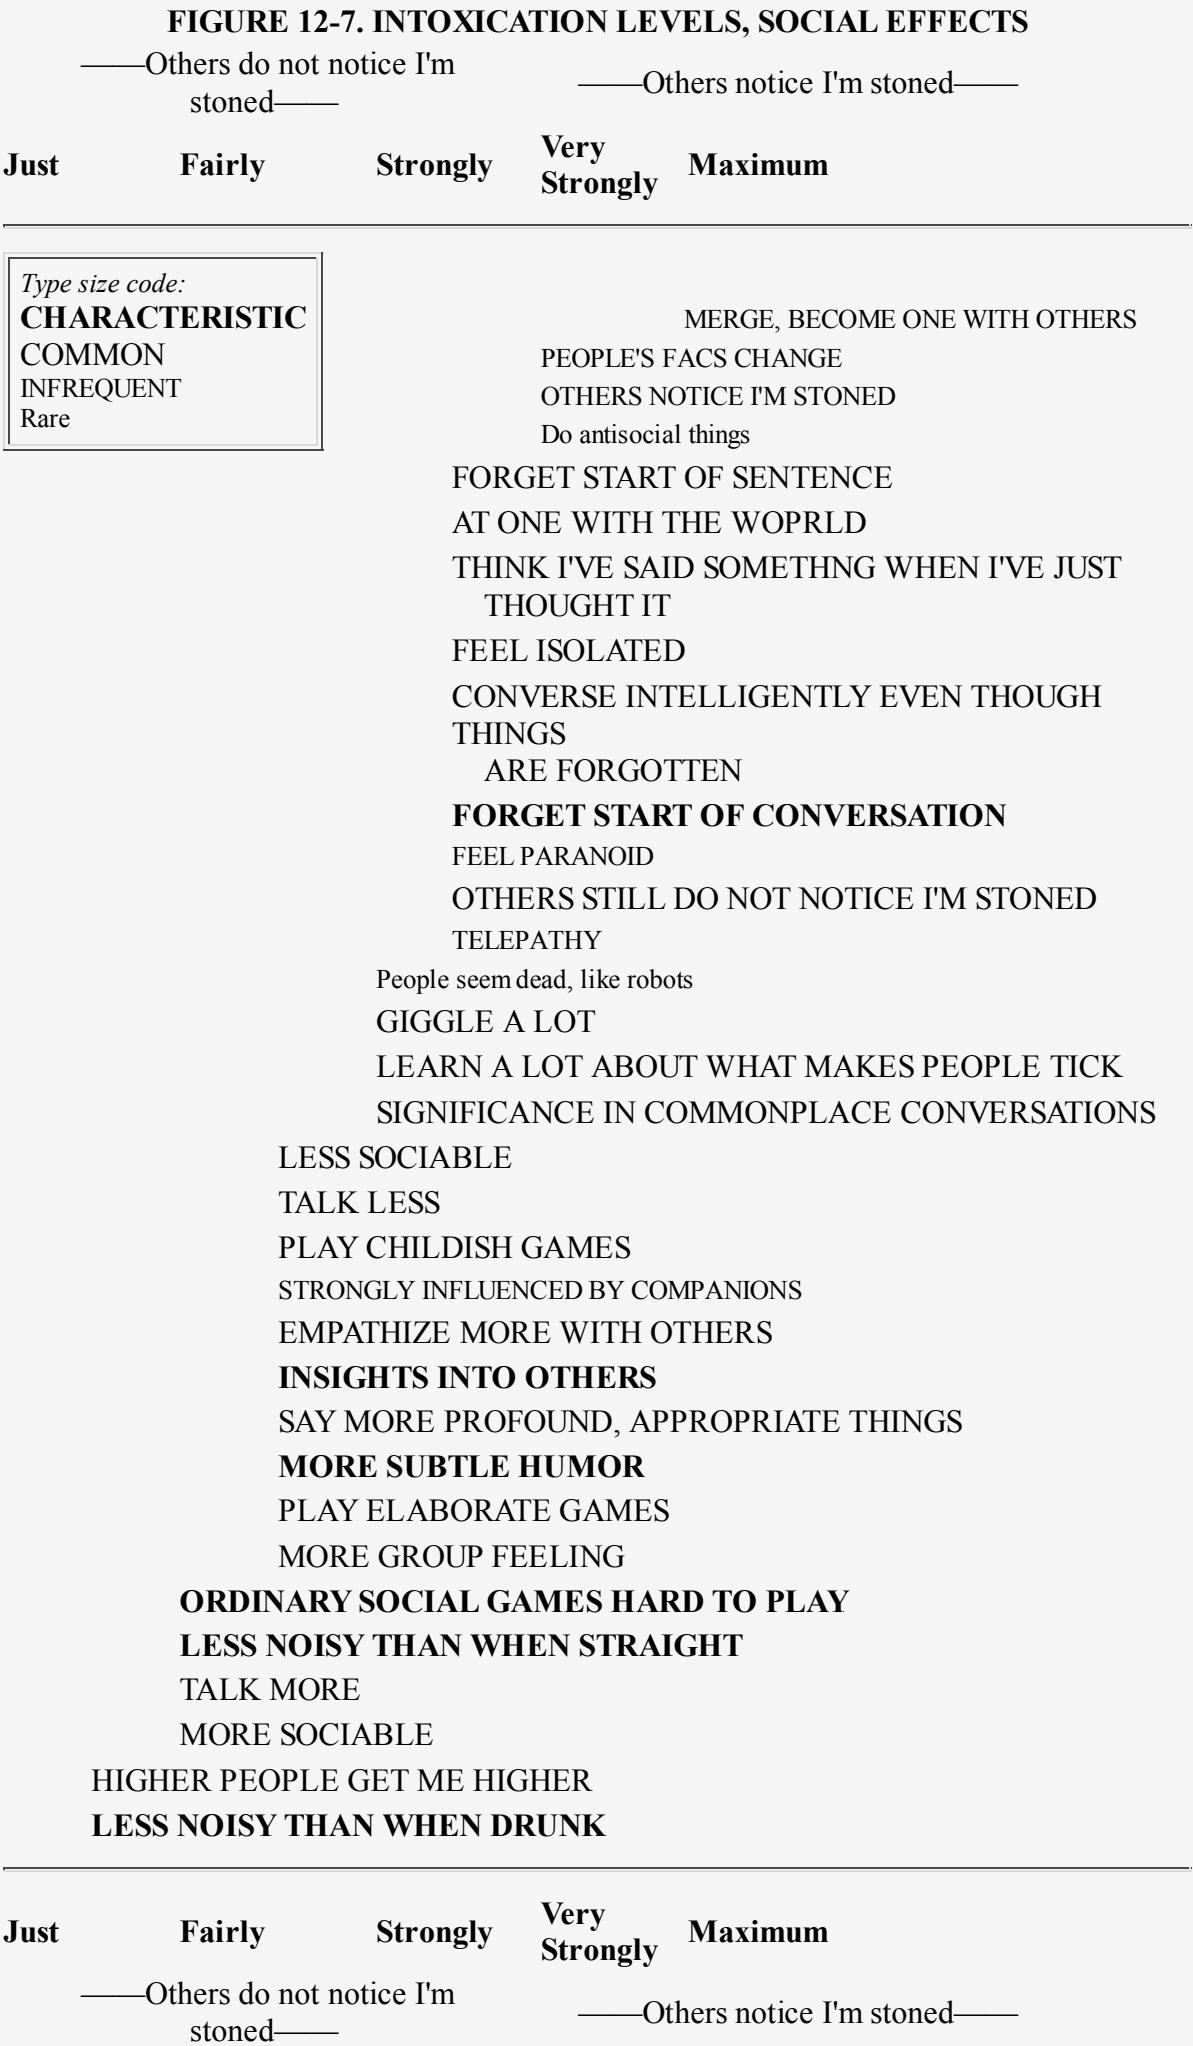 FIGURE 12-7. INTOXICATION LEVELS, SOCIAL EFFECTS
——Others do not notice I'm
stoned——
——Others notice I'm stoned——
Just Fairly Strongly Very Strongly Maximum
Type size code:
CHARACTERISTIC
COMMON
INFREQUENT
Rare
MERGE, BECOME ONE WITH OTHERS
PEOPLE'S FACS CHANGE
OTHERS NOTICE I'M STONED
Do antisocial things
FORGET START OF SENTENCE
AT ONE WITH THE WOPRLD
THINK I'VE SAID SOMETHNG WHEN I'VE JUST
THOUGHT IT
FEEL ISOLATED
CONVERSE INTELLIGENTLY EVEN THOUGH
THINGS
ARE FORGOTTEN
FORGET START OF CONVERSATION
FEEL PARANOID
OTHERS STILL DO NOT NOTICE I'M STONED
TELEPATHY
People seem dead, like robots
GIGGLE A LOT
LEARN A LOT ABOUT WHAT MAKES PEOPLE TICK
SIGNIFICANCE IN COMMONPLACE CONVERSATIONS
LESS SOCIABLE
TALK LESS
PLAY CHILDISH GAMES
STRONGLY INFLUENCED BY COMPANIONS
EMPATHIZE MORE WITH OTHERS
INSIGHTS INTO OTHERS
SAY MORE PROFOUND, APPROPRIATE THINGS
MORE SUBTLE HUMOR
PLAY ELABORATE GAMES
MORE GROUP FEELING
ORDINARY SOCIAL GAMES HARD TO PLAY
LESS NOISY THAN WHEN STRAIGHT
TALK MORE
MORE SOCIABLE
HIGHER PEOPLE GET ME HIGHER
LESS NOISY THAN WHEN DRUNK
Just Fairly Strongly Very Strongly Maximum
——Others do not notice I'm
stoned——
——Others notice I'm stoned——